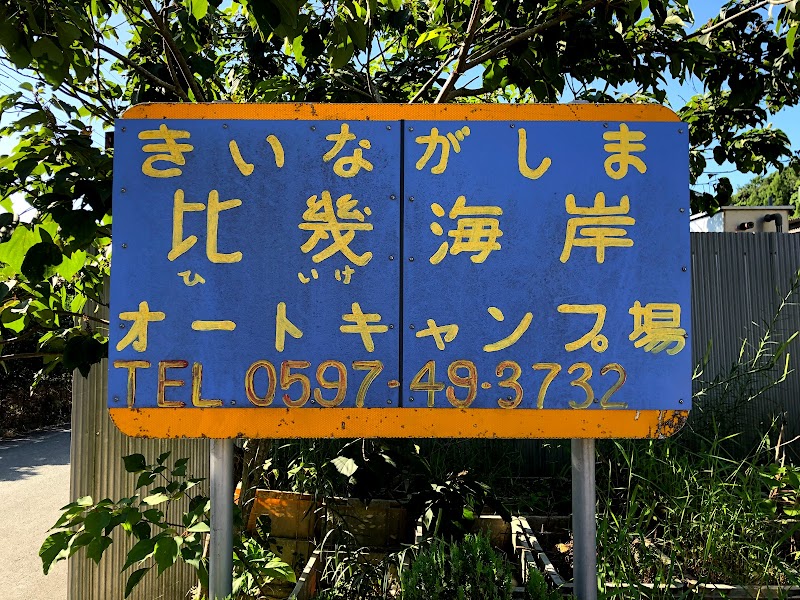 きいながしま
比幾海岸
ひ いけ
オートキャンプ場
TEL 0597-49-3732